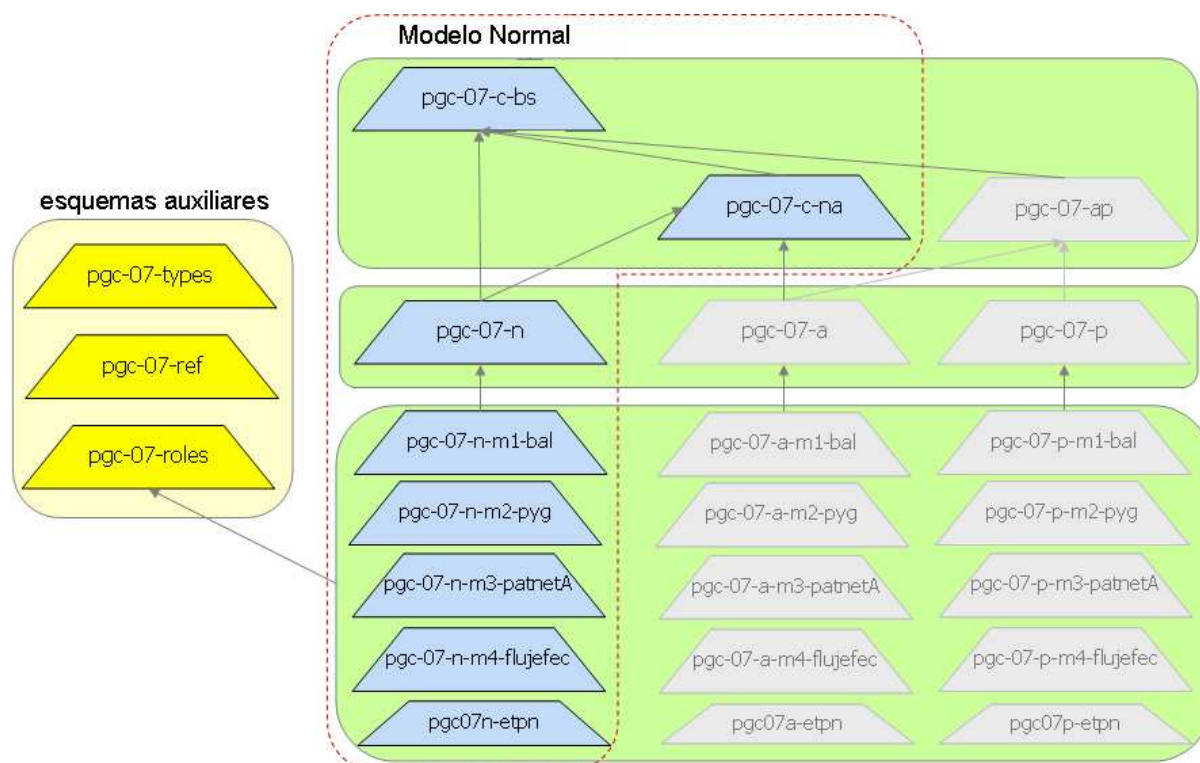 Modelo Normal
pgc-07-c-bs
pgc-07-c-na
pgc-07-ap
esquemas auxiliares
pgc-07-types
pgc-07-ref
pgc-07-roles
pgc-07-n
pgc-07-a
pgc-07-p
pgc-07-n-m1-bal
pgc-07-a-m1-bal
pgc-07-p-m1-bal
pgc-07-n-m2-pyg
pgc-07-a-m2-pyg
pgc-07-p-m2-pyg
pgc-07-n-m3-patnetA
pgc-07-a-m3-patnetA
pgc-07-p-m3-patnetA
pgc-07-n-m4-flujefec
pgc-07-a-m4-flujefec
pgc-07-p-m4-flujefec
pgc07n-etpn
pgc07a-etpn
pgc07p-etpn